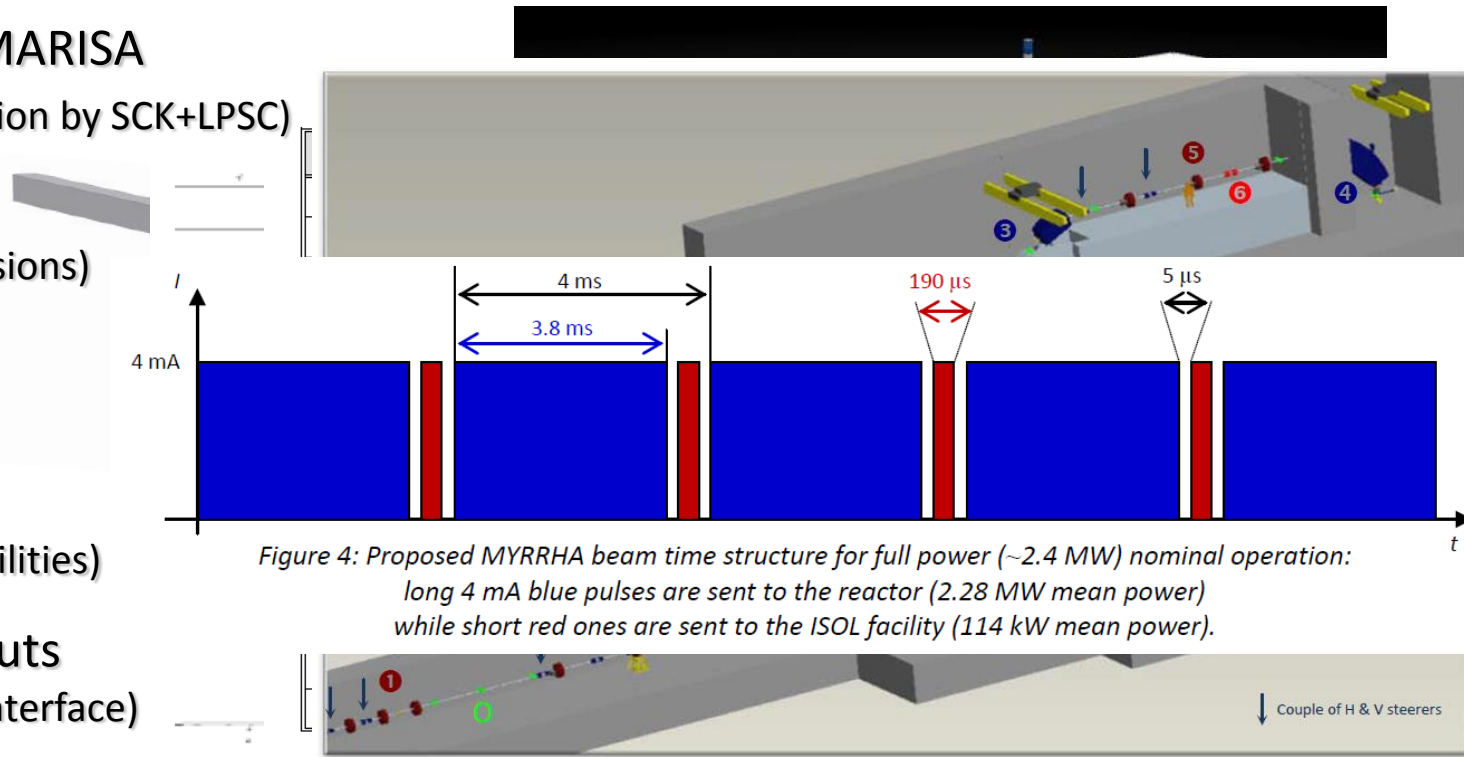 MARISA
ion by SCK+LPSC)
sions)
ilities)
uts
nterface)
5
6
4
3
I
4 ms
190 µs
5 µs
3.8 ms
4 mA
t
Figure 4: Proposed MYRRHA beam time structure for full power (~2.4 MW) nominal operation:
long 4 mA blue pulses are sent to the reactor (2.28 MW mean power)
while short red ones are sent to the ISOL facility (114 kW mean power).
1
Couple of H & V steerers